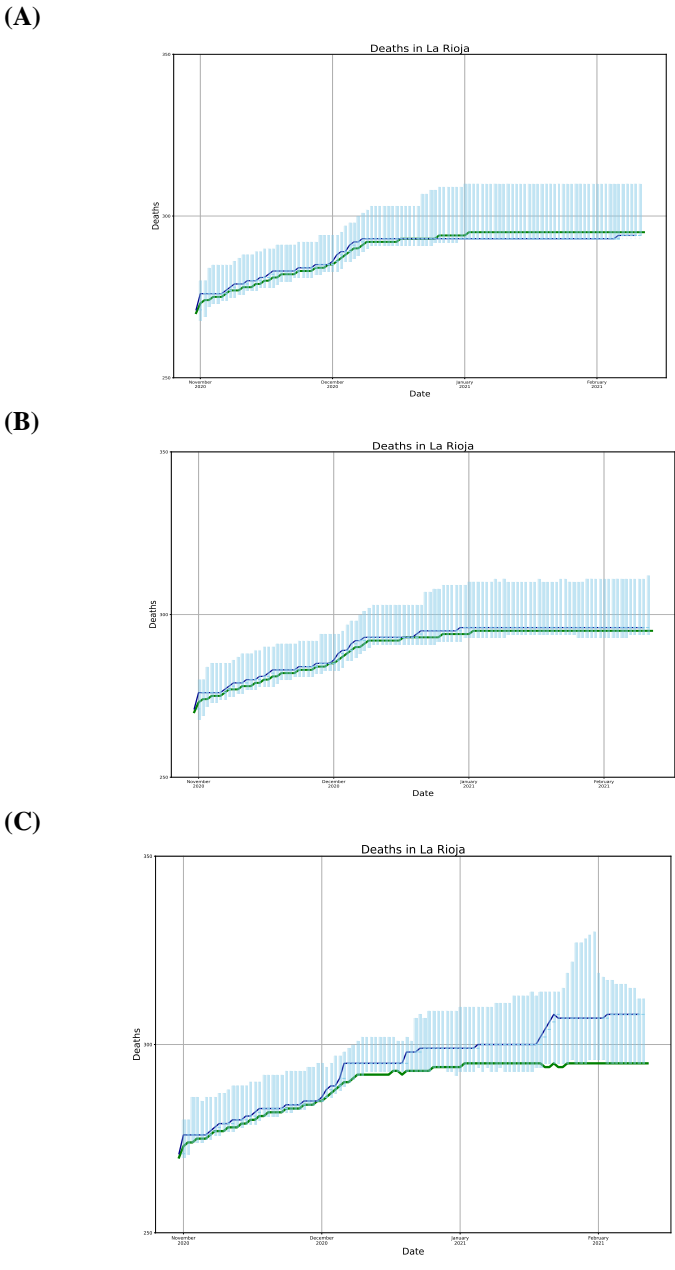 (A)
Deaths in La Rioja
350
300
250
Deaths
November
2020
December
2020
January
2021
February
2021
Date
(B)
Deaths in La Rioja
350
300
250
Deaths
November
2020
December
2020
January
2021
February
2021
Date
(C)
Deaths in La Rioja
350
300
250
Deaths
November
2020
December
2020
January
2021
February
2021
Date